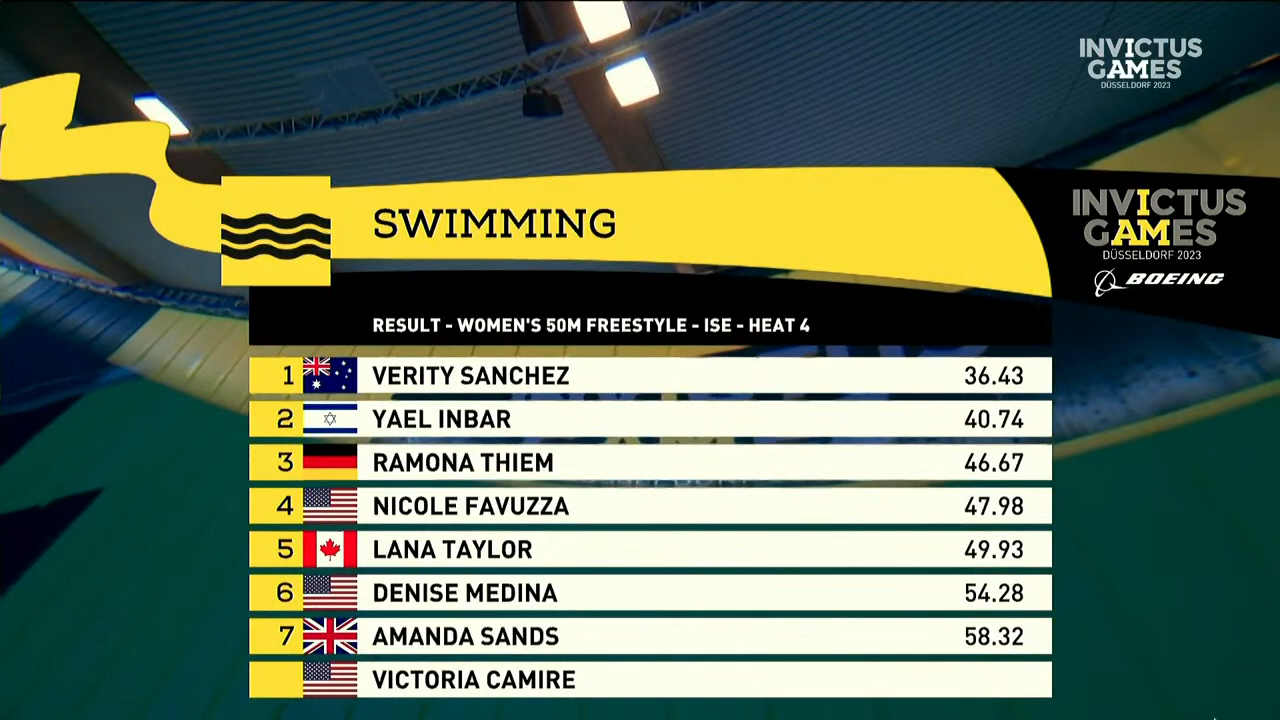 INVICTUS
GAMES
DÜSSELDORF 2023
SWIMMING
INVICTUS
GAMES
DÜSSELDORF 2023
BOEING
RESULT - WOMEN'S 50M FREESTYLE - ISE - HEAT 4
1 VERITY SANCHEZ 36.43
2 YAEL INBAR 40.74
3 RAMONA THIEM 46.67
4 NICOLE FAVUZZA 47.98
5 LANA TAYLOR 49.93
6 DENISE MEDINA 54.28
7 AMANDA SANDS 58.32
VICTORIA CAMIRE